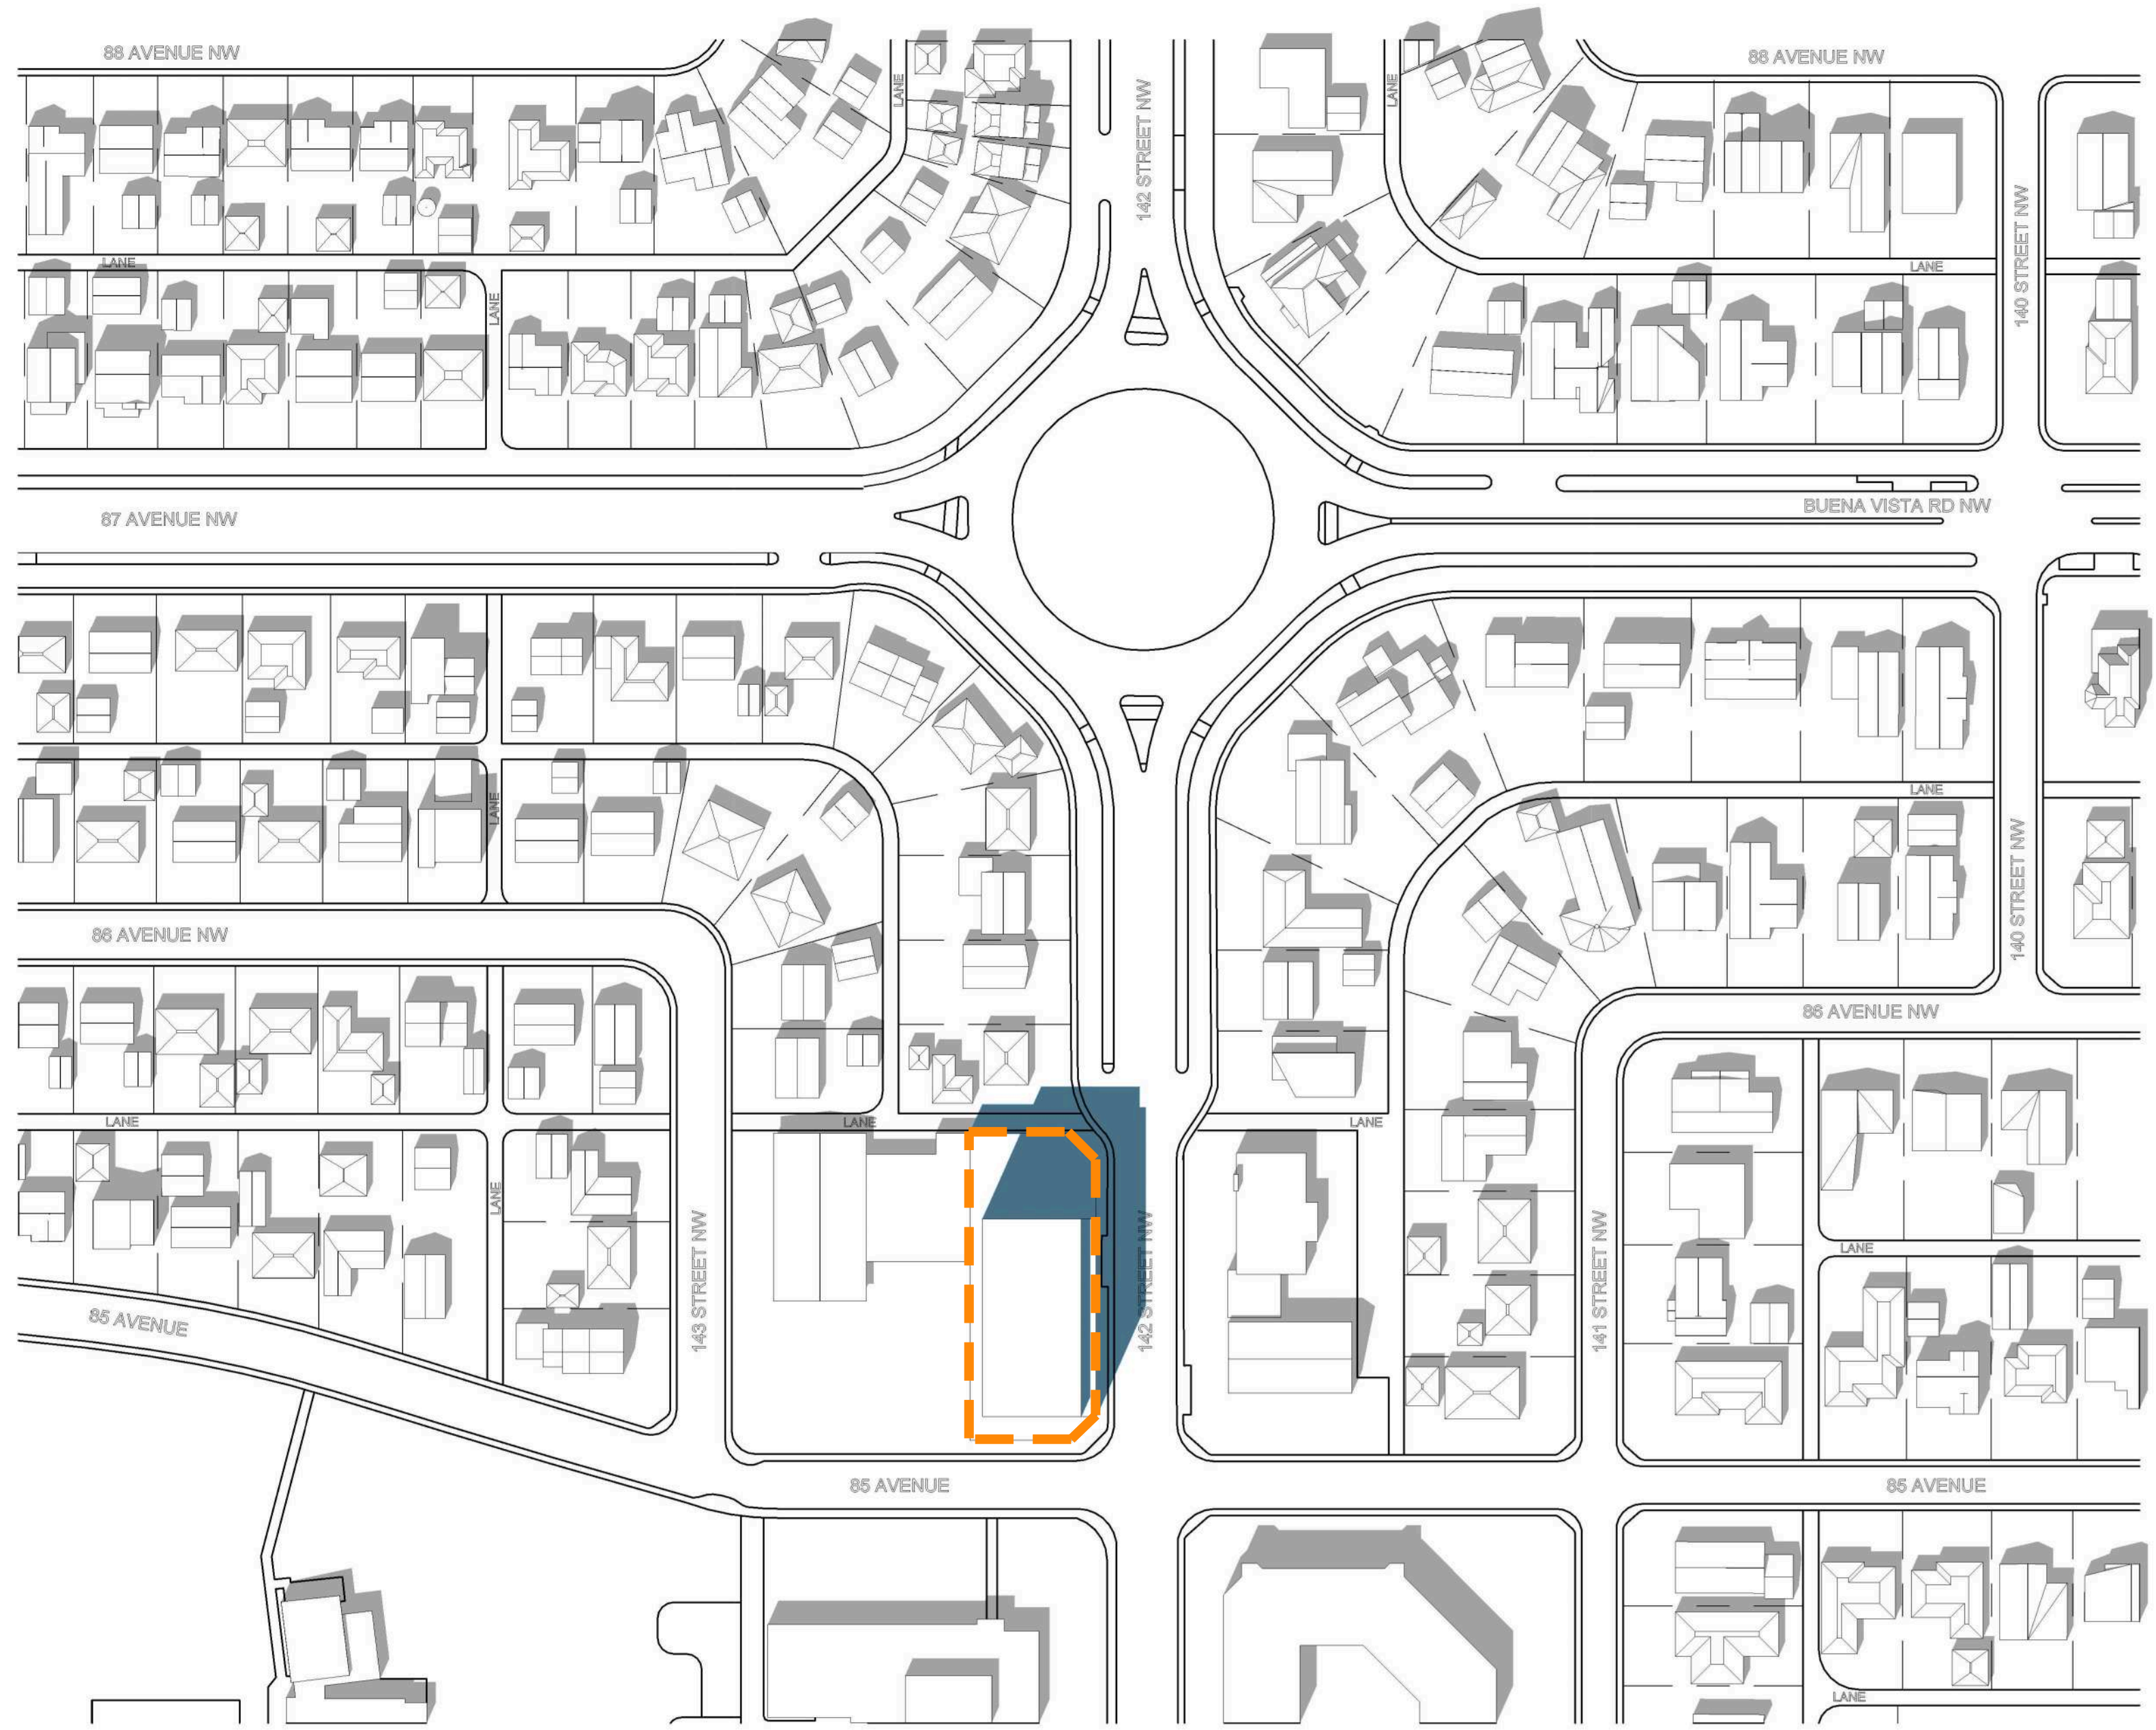 88 AVENUE NW
88 AVENUE NW
LANE
142 STREET NW
LANE
140 STREET NW
LANE
LANE
LANE
87 AVENUE NW
BUENA VISTA RD NW
LANE
LANE
140 STREET NW
86 AVENUE NW
86 AVENUE NW
LANE
LANE
LANE
LANE
143 STREET NW
142 STREET NW
141 STREET NW
LANE
85 AVENUE
85 AVENUE
85 AVENUE
LANE